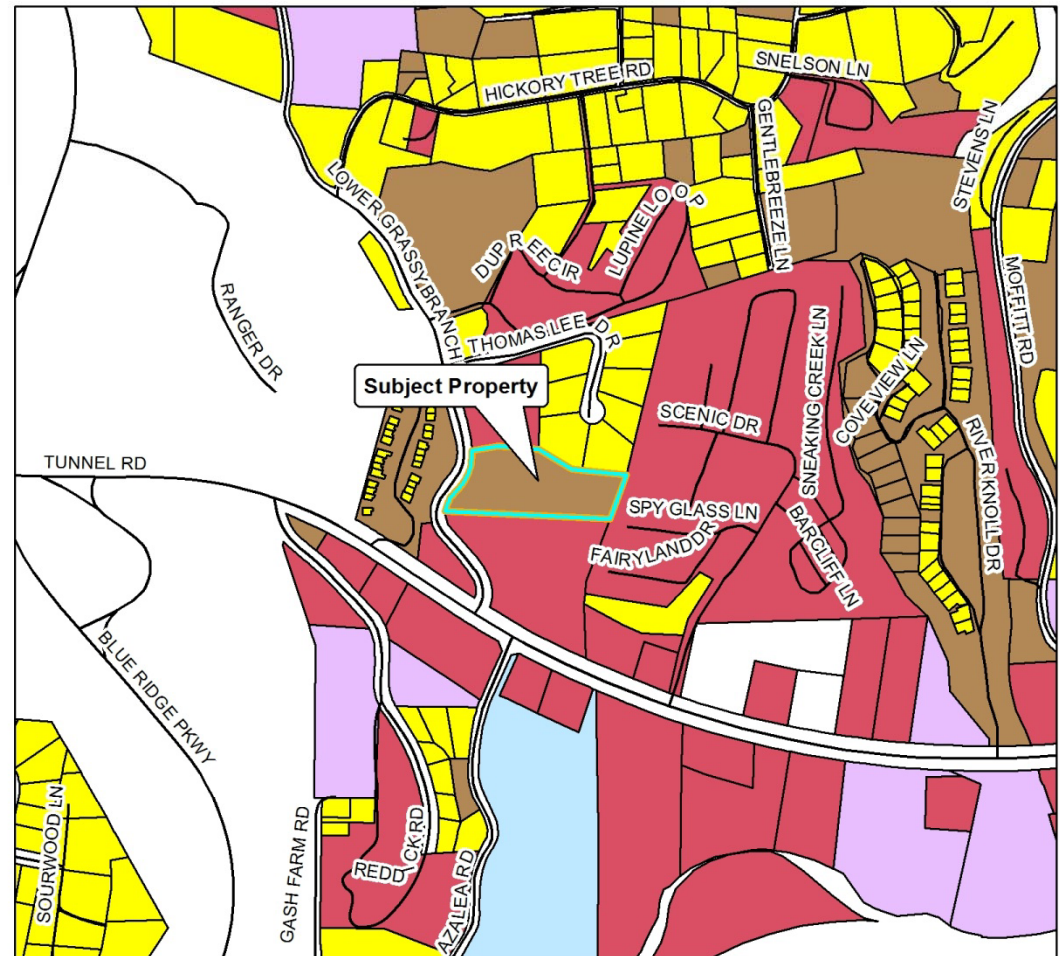 SNELSON LN
HICKORY TREE RD
GENTLEBREEZE LN
STEVENS LN
LOWER GRASSY BRANCH
LUPINE LOOP
DUPREE CIR
MOFFITT RD
RANGER DR
THOMAS LEE DR
SNEAKING CREEK LN
COVE VIEW LN
Subject Property
SCENIC DR
TUNNEL RD
RIVER KNOLL DR
SPY GLASS LN
FAIRYLAND DR
BARCLIFF LN
BLUE RIDGE PKWY
SOURWOOD LN
GASH FARM RD
REDDICK RD
AZALEA RD